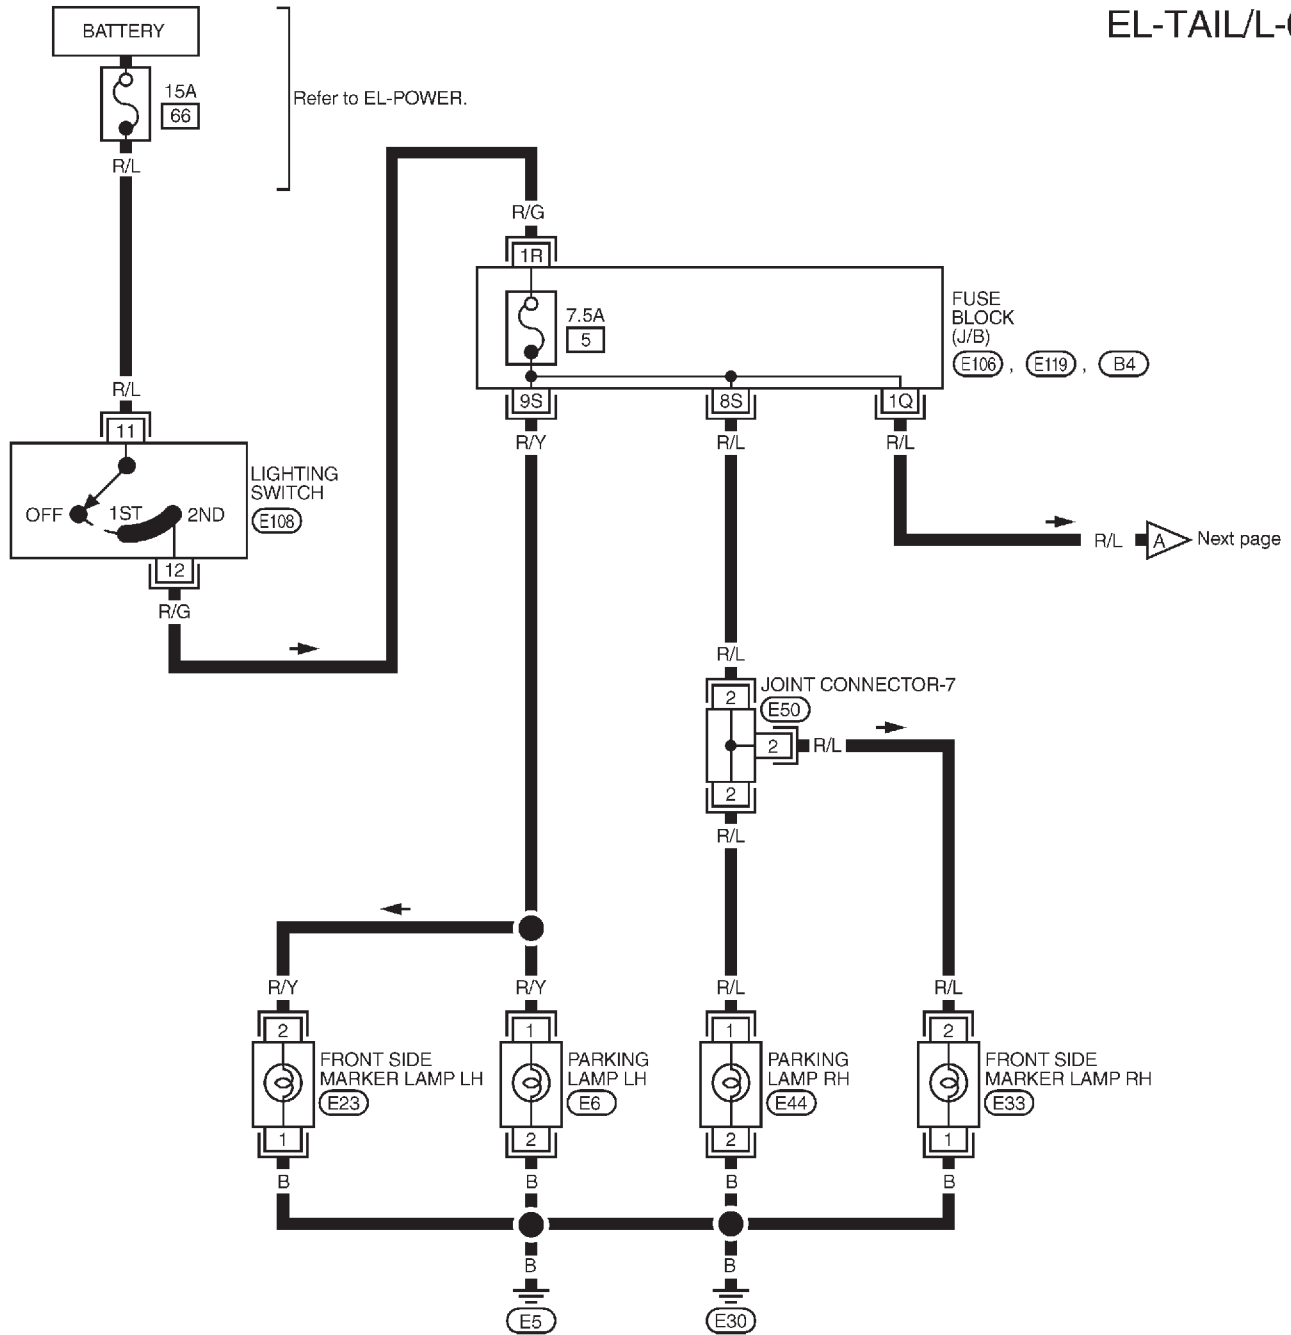 EL-TAIL/L-
BATTERY
15A
66
Refer to EL-POWER.
R/L
R/G
1R
7.5A
5
FUSE
BLOCK
(J/B)
E106 , E119 , B4
R/L
11
9S
8S
1Q
R/Y
R/L
R/L
LIGHTING
SWITCH
E108
OFF
1ST
2ND
12
R/G
R/L
A
Next page
R/L
2
JOINT CONNECTOR-7
E50
2
R/L
2
R/L
R/Y
R/Y
R/L
R/L
2
1
1
2
FRONT SIDE
MARKER LAMP LH
E23
PARKING
LAMP LH
E6
PARKING
LAMP RH
E44
FRONT SIDE
MARKER LAMP RH
E33
1
2
2
1
B
B
B
B
B
B
E5
E30